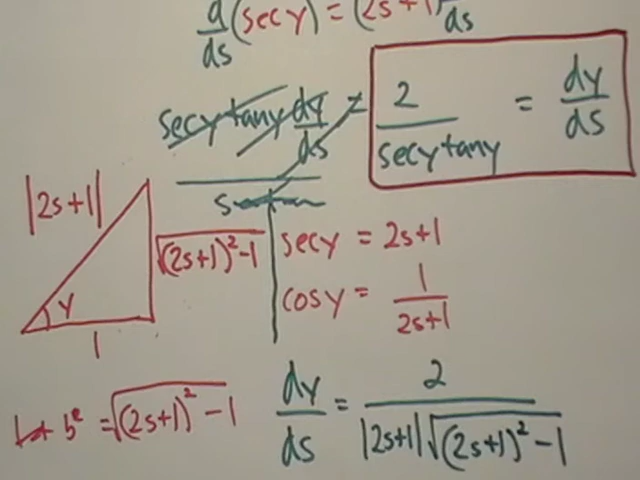 d/ds (sec y) = (2s+1) /ds
sec y tan y dy/ds = 2/(sec y tan y) = dy/ds
|2s+1|
√((2s+1)²-1)
y
1
sec y = 2s+1
cos y = 1/(2s+1)
b² = √((2s+1)²-1)
dy/ds = 2/(|2s+1|√((2s+1)²-1))